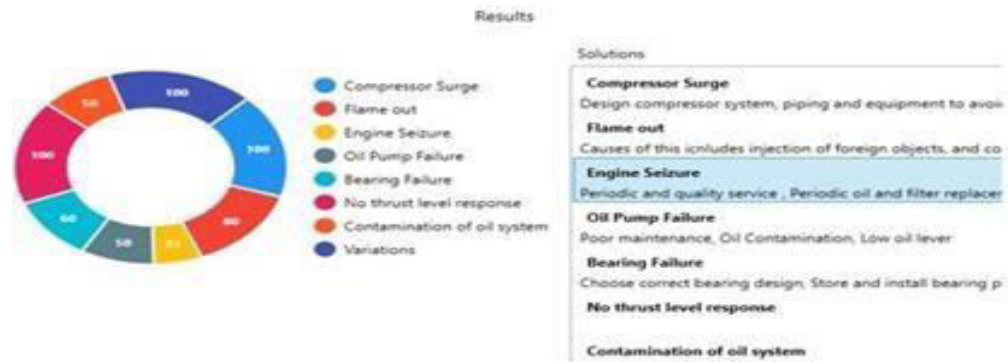 Results
100
100
80
50
60
100
50
Compressor Surge
Flame out
Engine Seizure
Oil Pump Failure
Bearing Failure
No thrust level response
Contamination of oil system
Variations
Solutions
Compressor Surge
Design compressor system, piping and equipment to avoi
Flame out
Causes of this icnludes injection of foreign objects, and co
Engine Seizure
Periodic and quality service , Periodic oil and filter replacer
Oil Pump Failure
Poor maintenance, Oil Contamination, Low oil lever
Bearing Failure
Choose correct bearing design, Store and install bearing p
No thrust level response
Contamination of oil system